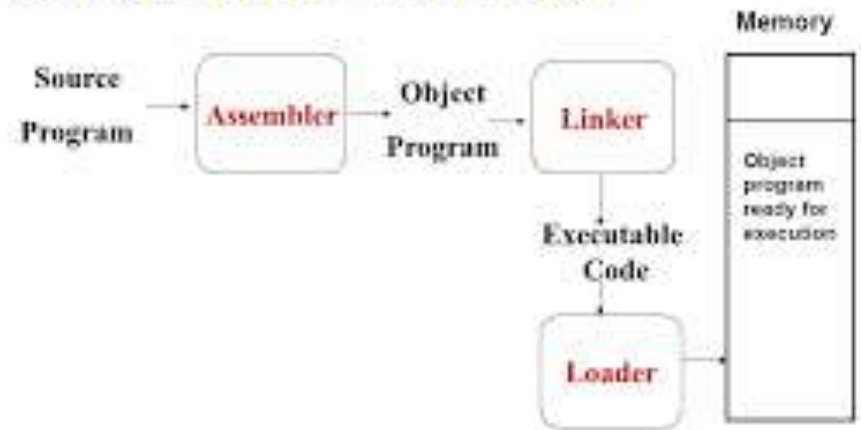 Memory
Source
Program
Assembler
Object
Program
Linker
Object
program
ready for
execution
Executable
Code
Loader